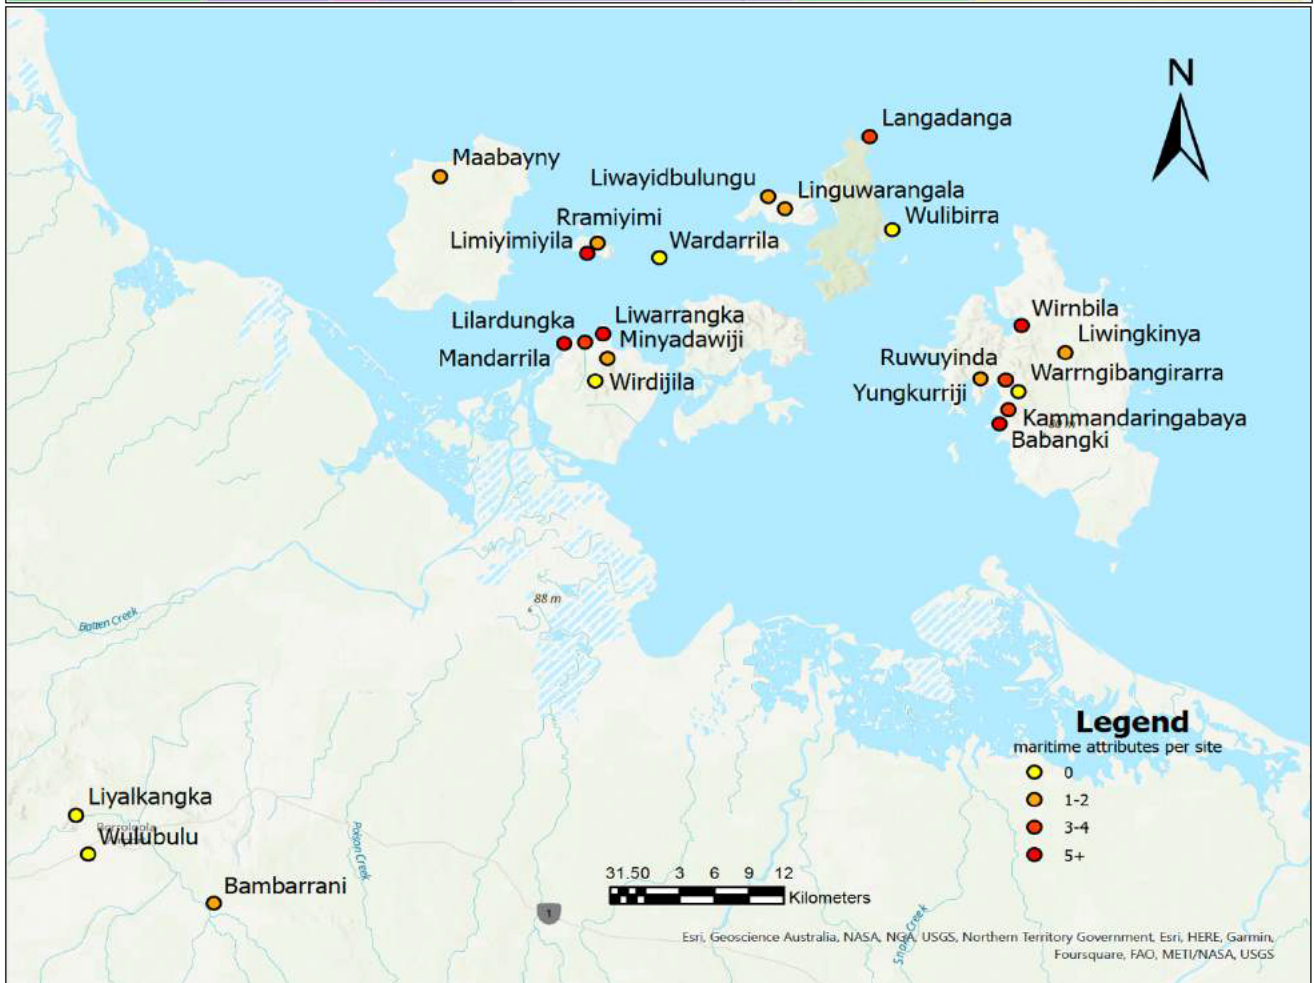 N
Langadanga
Maabayny
Liwayidbulungu
Linguwarangala
Rramiyimi
Wulibirra
Limiyimiyila
Wardarrila
Wirnbila
Liwarrangka
Lilardungka
Liwingkinya
Minyadawiji
Mandarrila
Ruwuyinda
Warrngibangirarra
Wirdijila
Yungkurriji
Kammandaringabaya
Babangki
88 m
Batten Creek
Legend
maritime attributes per site
0
1-2
3-4
5+
Liyalkangka
Borroloola
Wulubulu
Poison Creek
Bambarrani
31.50 3 6 9 12
Kilometers
1
Snake Creek
Esri, Geoscience Australia, NASA, NGA, USGS, Northern Territory Government, Esri, HERE, Garmin,
Foursquare, FAO, METI/NASA, USGS